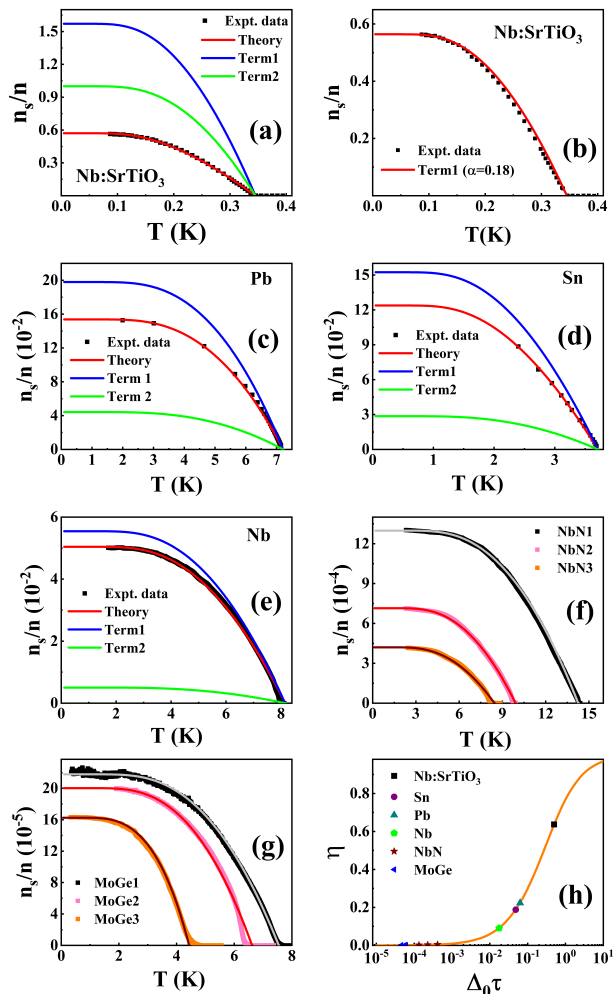 1.5
1.2
0.9
0.6
0.3
n_s/n
Expt. data
Theory
Term1
Term2
(a)
Nb:SrTiO₃
0.0 0.1 0.2 0.3 0.4
T (K)
0.6
0.4
0.2
n_s/n
Nb:SrTiO₃
(b)
Expt. data
Term1 (α=0.18)
0.0 0.1 0.2 0.3 0.4
T(K)
20
16
12
8
4
0
n_s/n (10⁻²)
Pb
(c)
Expt. data
Theory
Term 1
Term 2
0 1 2 3 4 5 6 7
T (K)
15
12
9
6
3
0
n_s/n (10⁻²)
Sn
(d)
Expt. data
Theory
Term1
Term2
0 1 2 3
T (K)
6
4
2
0
n_s/n (10⁻²)
Nb
(e)
Expt. data
Theory
Term1
Term2
0 2 4 6 8
T (K)
12
9
6
3
0
n_s/n (10⁻⁴)
NbN1
NbN2
NbN3
(f)
0 3 6 9 12 15
T (K)
20
16
12
8
4
0
n_s/n (10⁻⁵)
(g)
MoGe1
MoGe2
MoGe3
0 2 4 6 8
T (K)
1.0
0.8
0.6
0.4
0.2
0.0
η
Nb:SrTiO₃
Sn
Pb
Nb
NbN
MoGe
(h)
10⁻⁵ 10⁻⁴ 10⁻³ 10⁻² 10⁻¹ 10⁰ 10¹
Δ₀τ